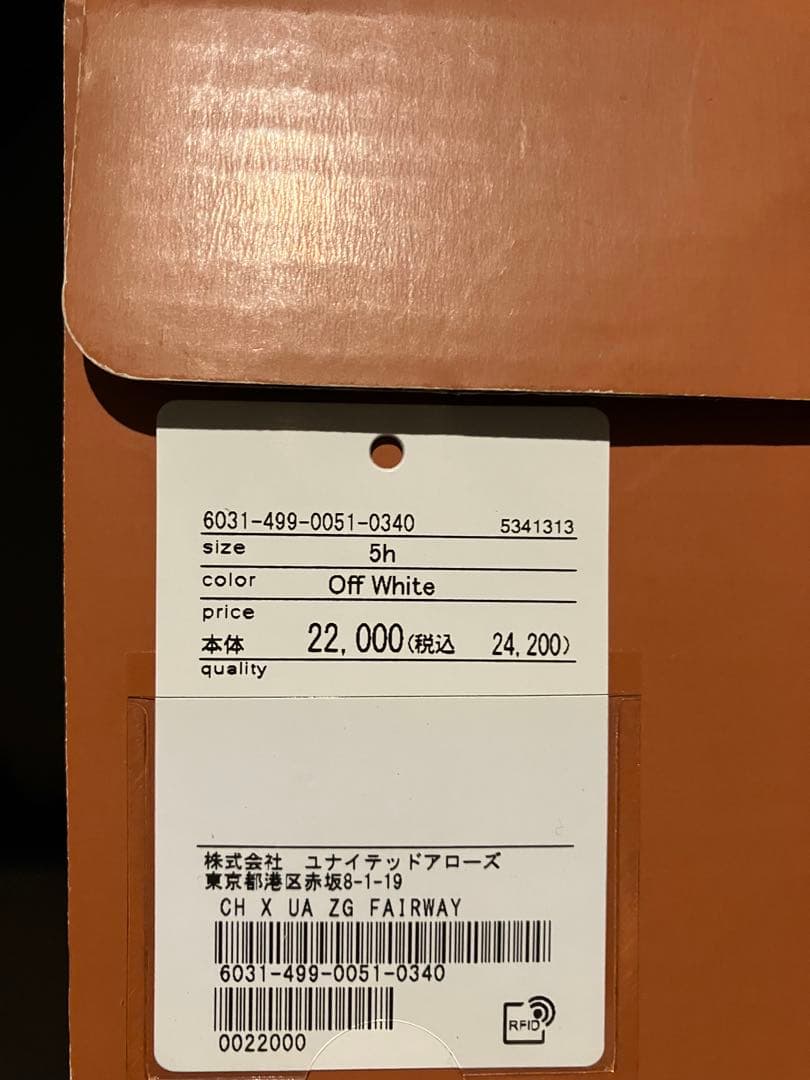 6031-499-0051-0340 5341313
size 5h
color Off White
price
本体 22,000(税込 24,200)
quality
株式会社 ユナイテッドアローズ
東京都港区赤坂8-1-19
CH X UA ZG FAIRWAY
6031-499-0051-0340
0022000
RFID